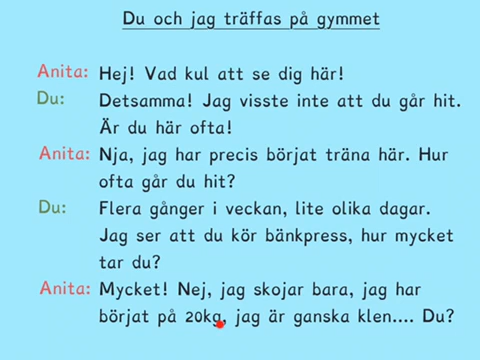 Du och jag träffas på gymmet
Anita: Hej! Vad kul att se dig här!
Du: Detsamma! Jag visste inte att du går hit.
Är du här ofta!
Anita: Nja, jag har precis börjat träna här. Hur
ofta går du hit?
Du: Flera gånger i veckan, lite olika dagar.
Jag ser att du kör bänkpress, hur mycket
tar du?
Anita: Mycket! Nej, jag skojar bara, jag har
börjat på 20kg, jag är ganska klen.... Du?